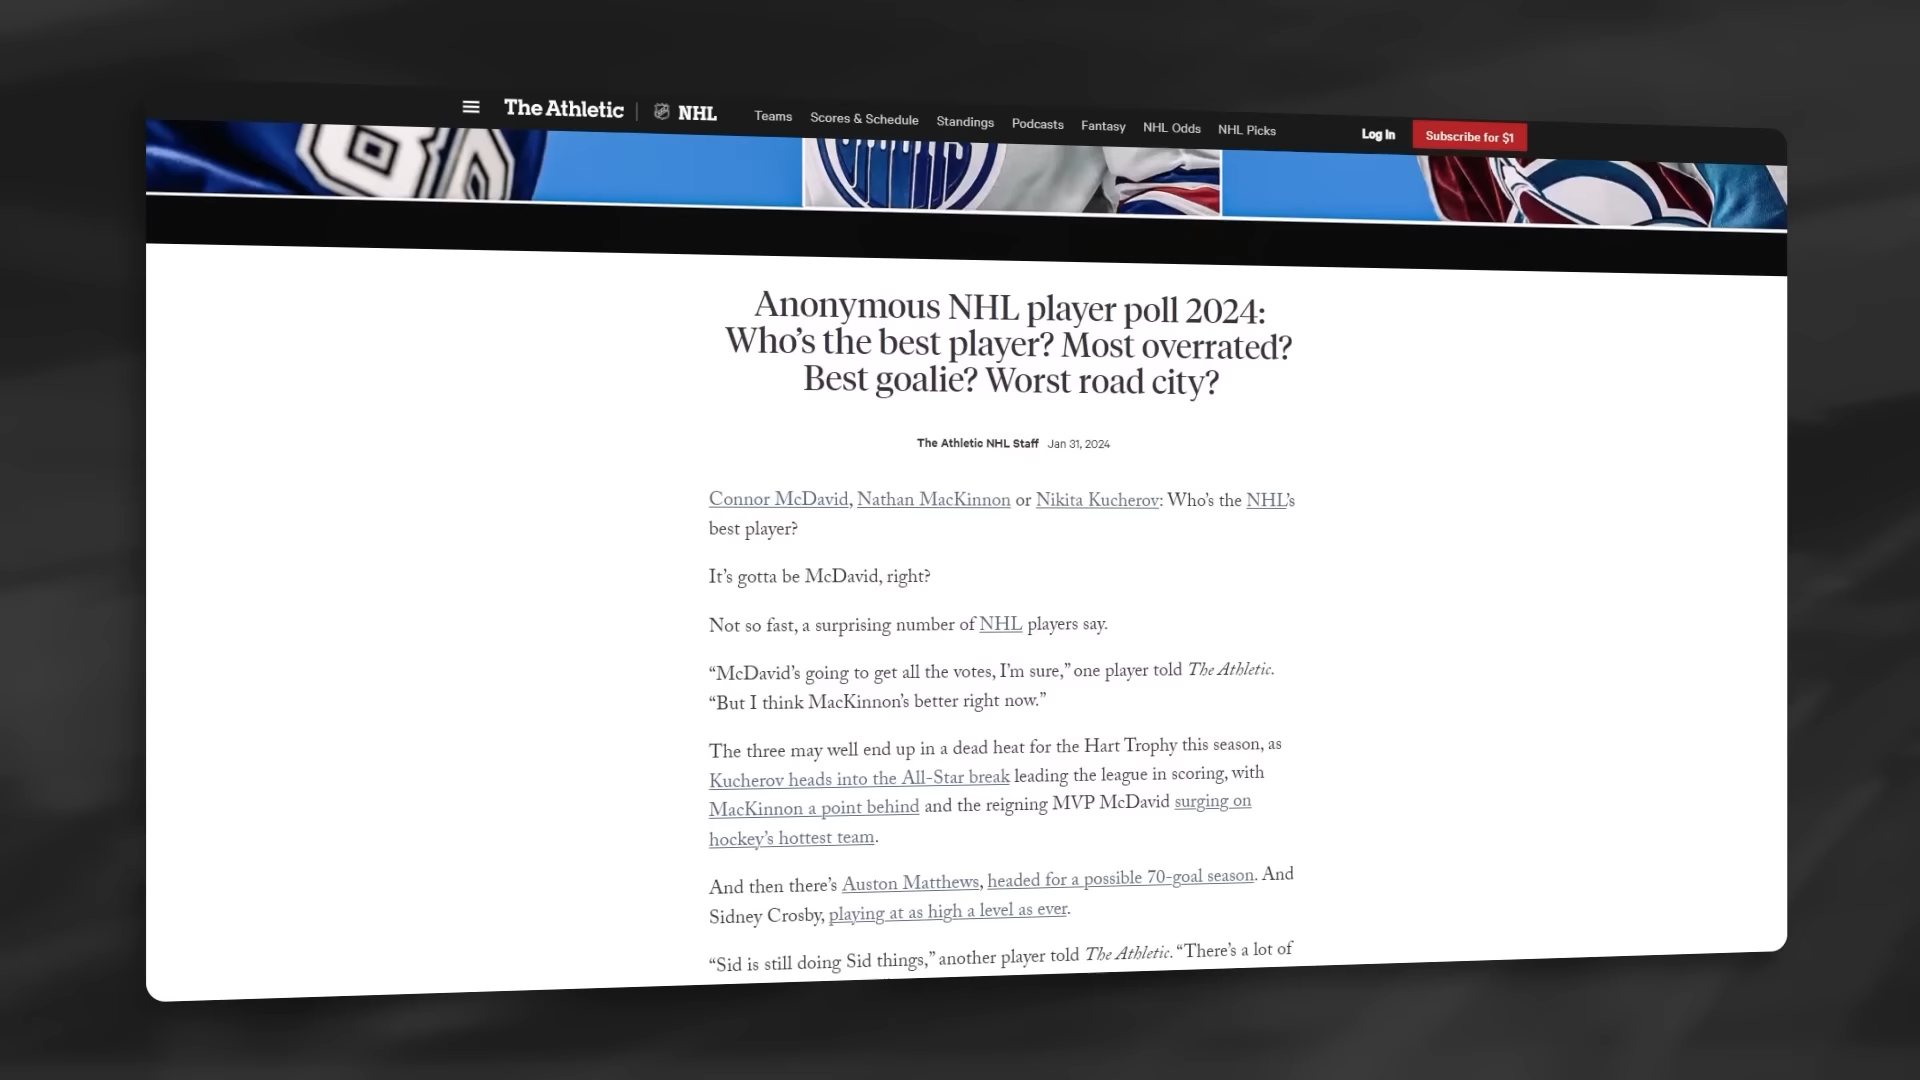 The Athletic | NHL Teams Scores & Schedule Standings Podcasts Fantasy NHL Odds NHL Picks Log In Subscribe for $1
Anonymous NHL player poll 2024:
Who’s the best player? Most overrated?
Best goalie? Worst road city?
The Athletic NHL Staff Jan 31, 2024
Connor McDavid, Nathan MacKinnon or Nikita Kucherov: Who’s the NHL’s
best player?
It’s gotta be McDavid, right?
Not so fast, a surprising number of NHL players say.
“McDavid’s going to get all the votes, I’m sure,” one player told The Athletic.
“But I think MacKinnon’s better right now.”
The three may well end up in a dead heat for the Hart Trophy this season, as
Kucherov heads into the All-Star break leading the league in scoring, with
MacKinnon a point behind and the reigning MVP McDavid surging on
hockey’s hottest team.
And then there’s Auston Matthews, headed for a possible 70-goal season. And
Sidney Crosby, playing at as high a level as ever.
“Sid is still doing Sid things,” another player told The Athletic. “There’s a lot of